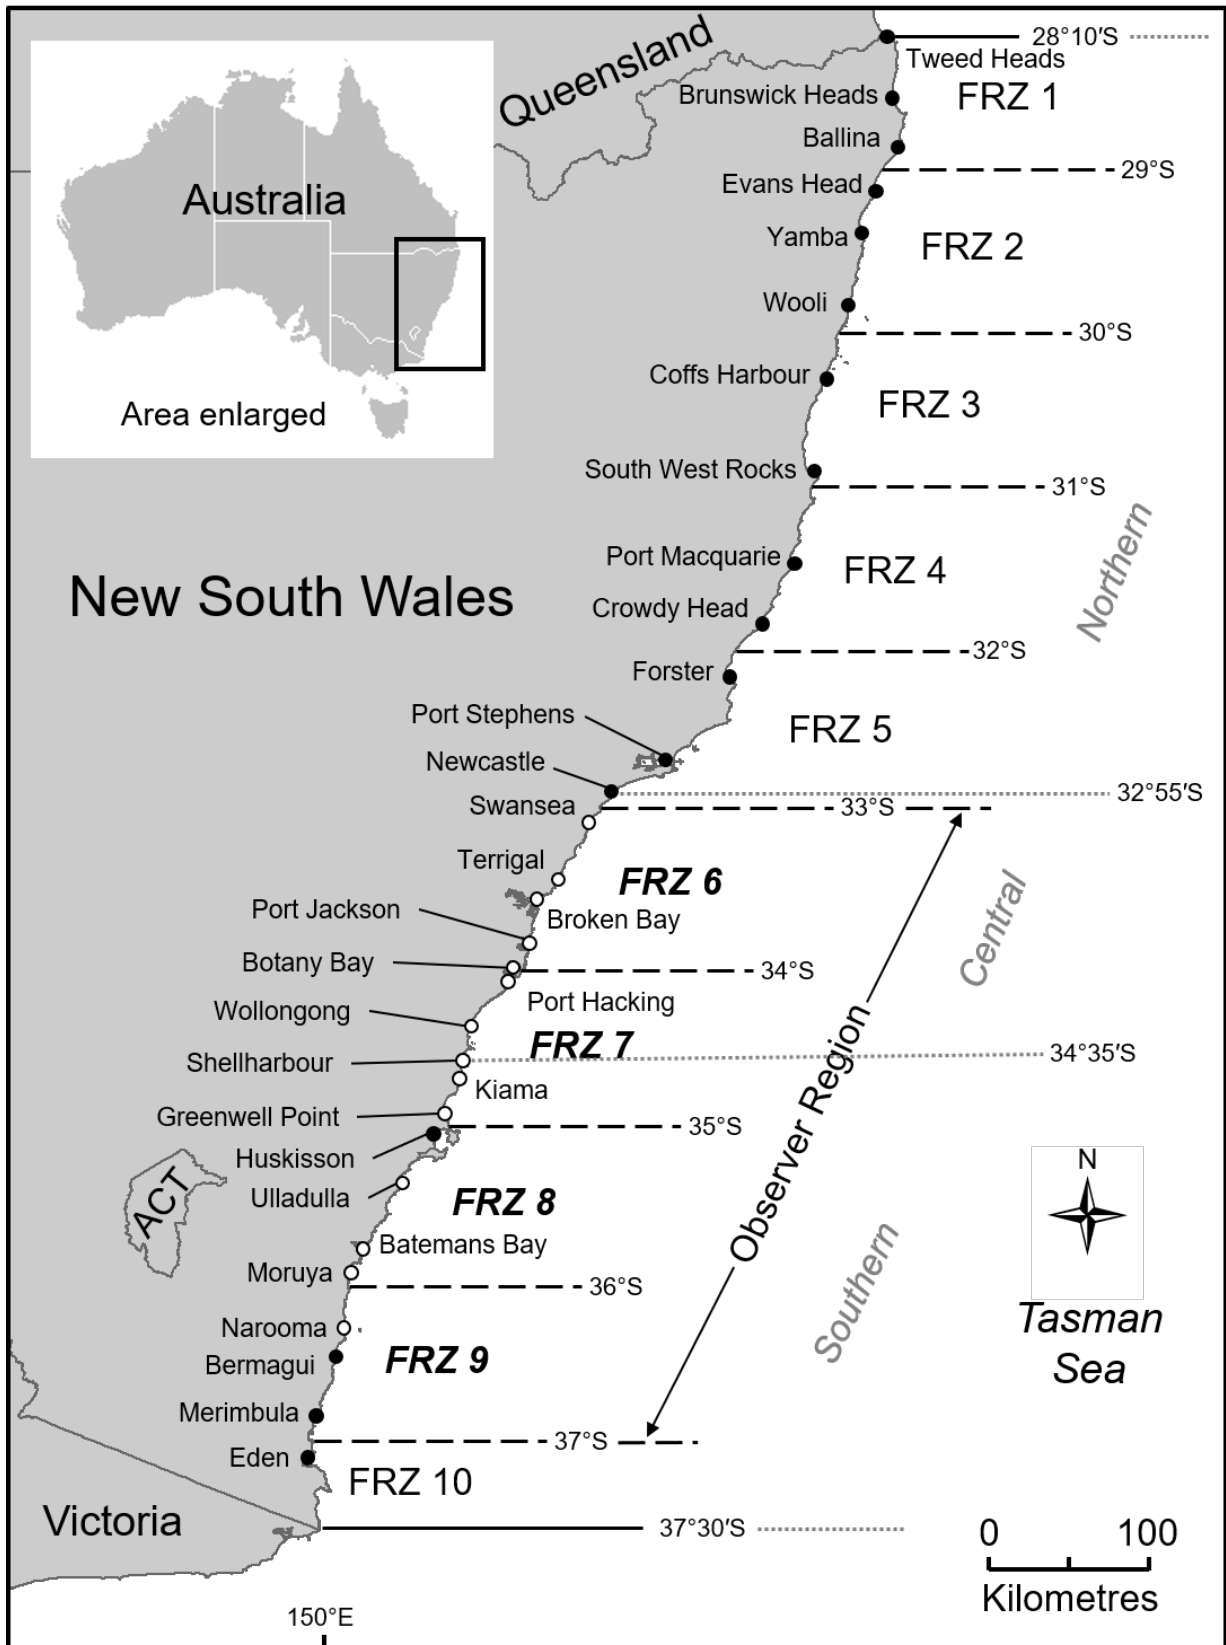 28°10′S
Tweed Heads
Queensland
Brunswick Heads
FRZ 1
Ballina
29°S
Evans Head
Australia
Yamba
FRZ 2
Wooli
30°S
Coffs Harbour
FRZ 3
Area enlarged
South West Rocks
31°S
Northern
Port Macquarie
FRZ 4
New South Wales
Crowdy Head
32°S
Forster
Port Stephens
FRZ 5
Newcastle
32°55′S
Swansea
33°S
Terrigal
FRZ 6
Port Jackson
Broken Bay
Central
Botany Bay
34°S
Port Hacking
Wollongong
FRZ 7
Shellharbour
34°35′S
Kiama
Greenwell Point
35°S
Observer Region
Huskisson
N
ACT
Ulladulla
FRZ 8
Batemans Bay
Moruya
36°S
Southern
Narooma
Tasman
Sea
Bermagui
FRZ 9
Merimbula
37°S
Eden
FRZ 10
Victoria
37°30′S
0 100
Kilometres
150°E